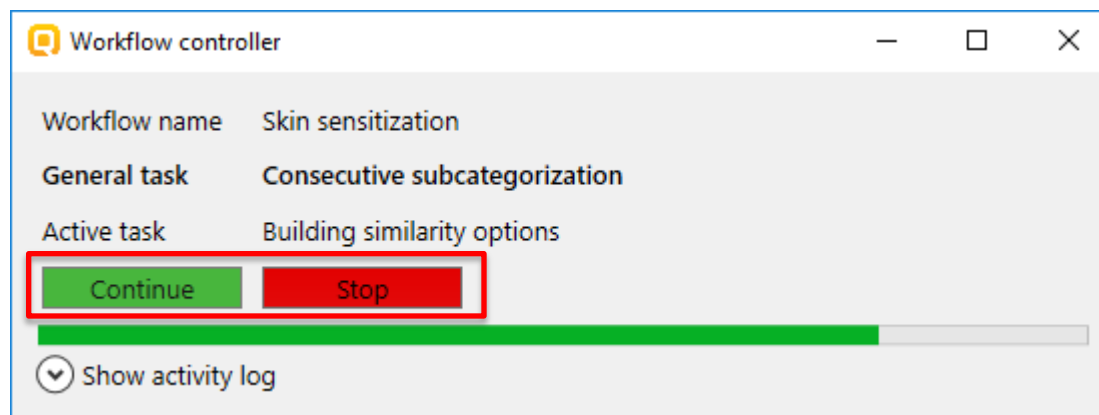 Workflow controller
Workflow name Skin sensitization
General task Consecutive subcategorization
Active task Building similarity options
Continue Stop
Show activity log